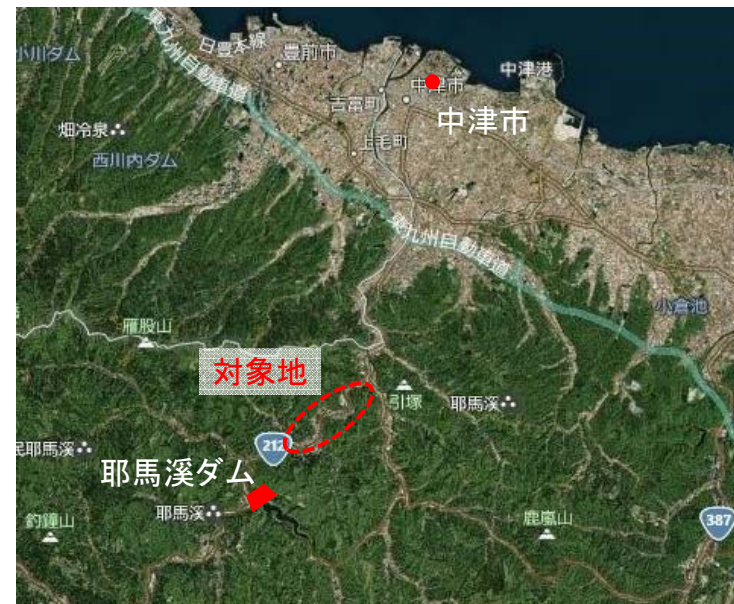 小川ダム
日豊本線
豊前市
東九州自動車道
中津港
中津市
吉富町
中津市
畑冷泉
上毛町
西川内ダム
東九州自動車道
小倉池
雁股山
対象地
引塚
耶馬溪
212
民耶馬溪
耶馬溪ダム
耶馬溪
釣鐘山
鹿嵐山
387